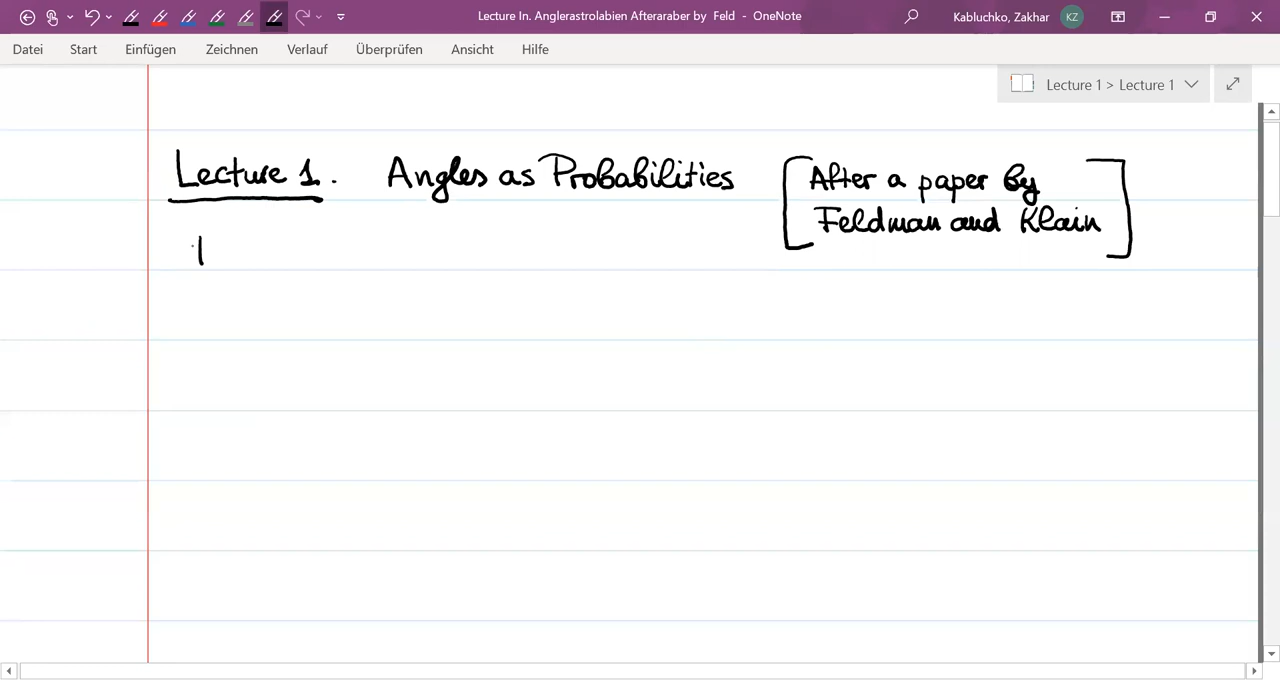 Lecture In. Anglerastrolabien Afteraraber by Feld - OneNote
Kabluchko, Zakhar
KZ
Datei Start Einfügen Zeichnen Verlauf Überprüfen Ansicht Hilfe
Lecture 1 > Lecture 1
Lecture 1. Angles as Probabilities [After a paper by
Feldman and Klain]